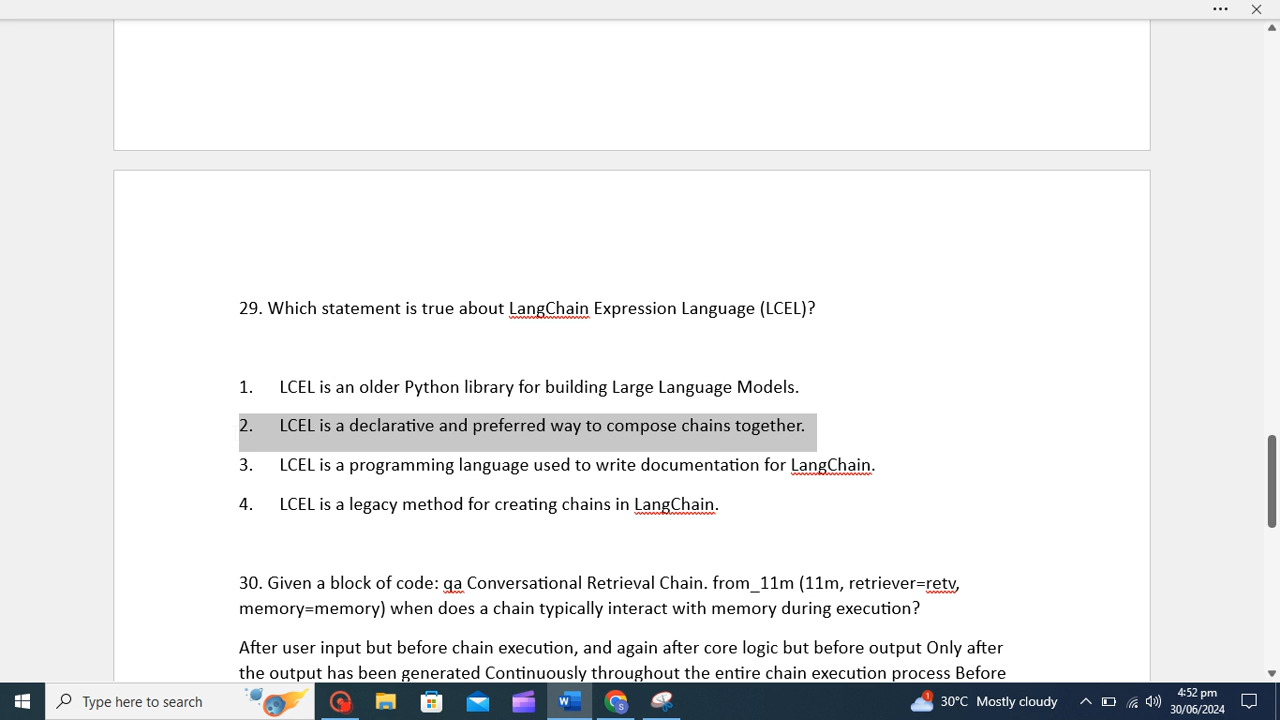 29. Which statement is true about LangChain Expression Language (LCEL)?
1. LCEL is an older Python library for building Large Language Models.
2. LCEL is a declarative and preferred way to compose chains together.
3. LCEL is a programming language used to write documentation for LangChain.
4. LCEL is a legacy method for creating chains in LangChain.
30. Given a block of code: qa Conversational Retrieval Chain. from_11m (11m, retriever=retv,
memory=memory) when does a chain typically interact with memory during execution?
After user input but before chain execution, and again after core logic but before output Only after
the output has been generated Continuously throughout the entire chain execution process Before
Type here to search
1
30°C Mostly cloudy
4:52 pm
30/06/2024